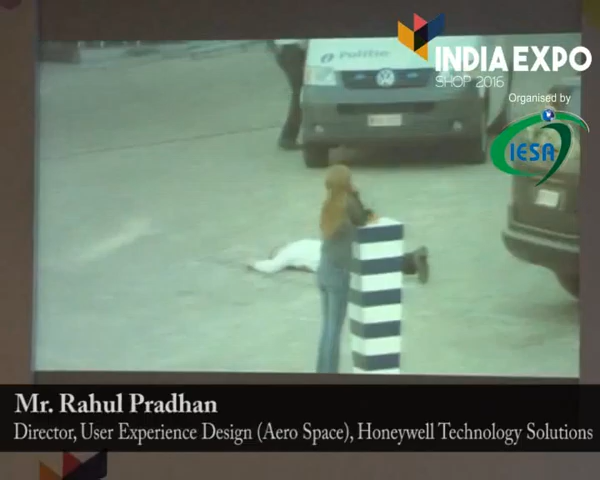 INDIA EXPO
SHOP 2016
Organised by
IESA
Politie
Mr. Rahul Pradhan
Director, User Experience Design (Aero Space), Honeywell Technology Solutions